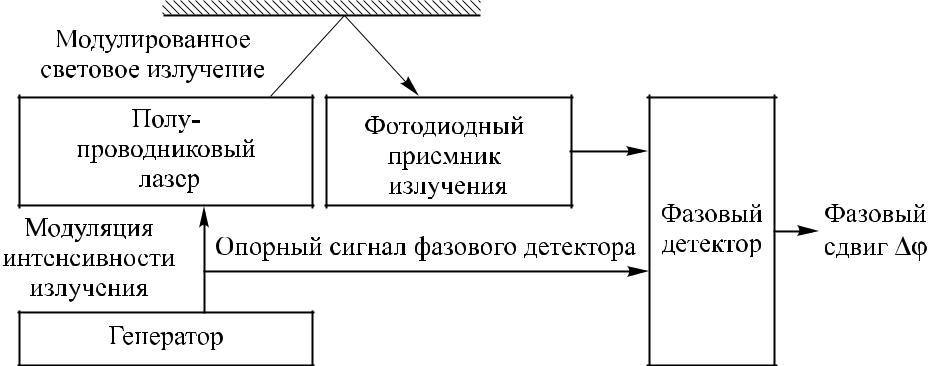 Модулированное
световое излучение
Полу-
проводниковый
лазер
Фотодиодный
приемник
излучения
Фазовый
детектор
Фазовый
сдвиг Δφ
Модуляция
интенсивности
излучения
Опорный сигнал фазового детектора
Генератор